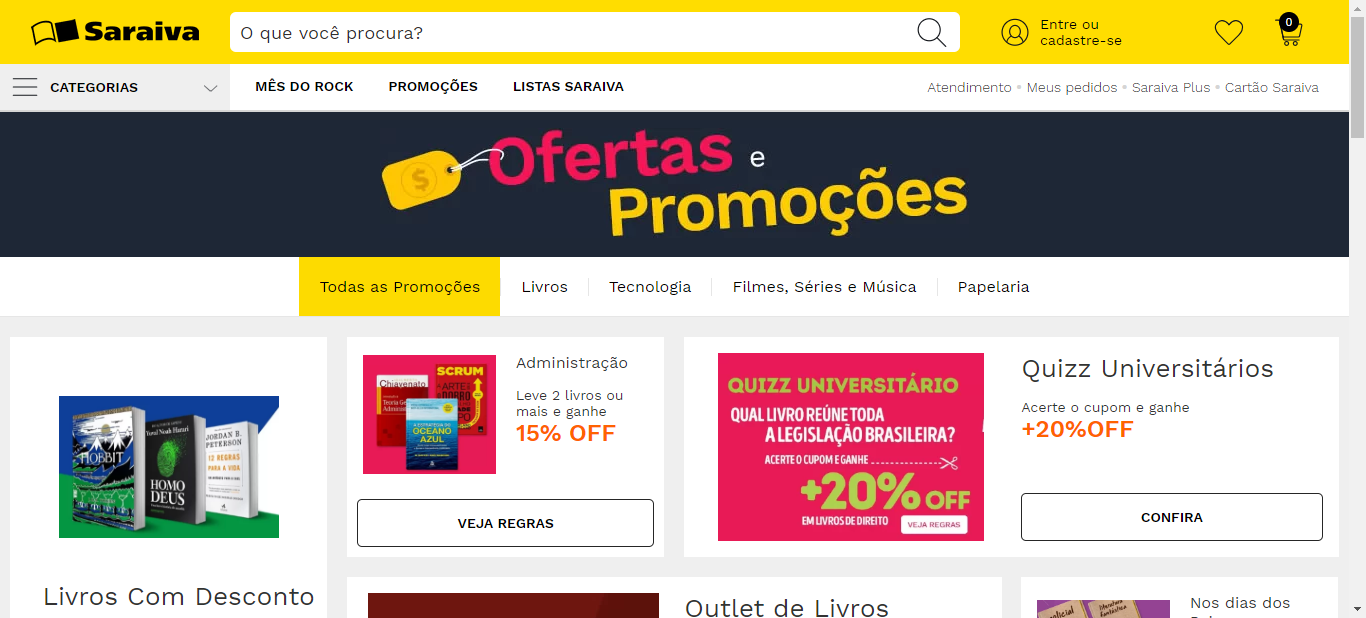 Saraiva
O que você procura?
Entre ou
cadastre-se
0
CATEGORIAS
MÊS DO ROCK
PROMOÇÕES
LISTAS SARAIVA
Atendimento • Meus pedidos • Saraiva Plus • Cartão Saraiva
Ofertas e
Promoções
Todas as Promoções
Livros
Tecnologia
Filmes, Séries e Música
Papelaria
HOBBIT
Yuval Noah Harari
HOMO
DEUS
JORDAN B.
PETERSON
12 REGRAS
PARA A VIDA
Livros Com Desconto
Chiavenato
SCRUM
A ESTRATÉGIA DO
OCEANO
AZUL
Administração
Leve 2 livros ou
mais e ganhe
15% OFF
VEJA REGRAS
QUIZZ UNIVERSITÁRIO
QUAL LIVRO REÚNE TODA
A LEGISLAÇÃO BRASILEIRA?
ACERTE O CUPOM E GANHE
+20% OFF
EM LIVROS DE DIREITO
VEJA REGRAS
Quizz Universitários
Acerte o cupom e ganhe
+20%OFF
CONFIRA
Outlet de Livros
Nos dias dos